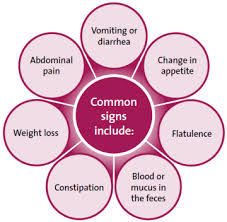 Common
signs
include:
Vomiting or
diarrhea
Change in
appetite
Flatulence
Blood or
mucus in
the feces
Constipation
Weight loss
Abdominal
pain